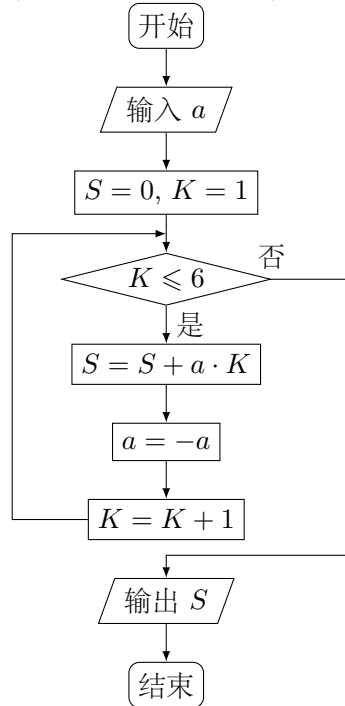 开始
输入 a
S = 0, K = 1
K ⩽ 6
否
是
S = S + a · K
a = −a
K = K + 1
输出 S
结束